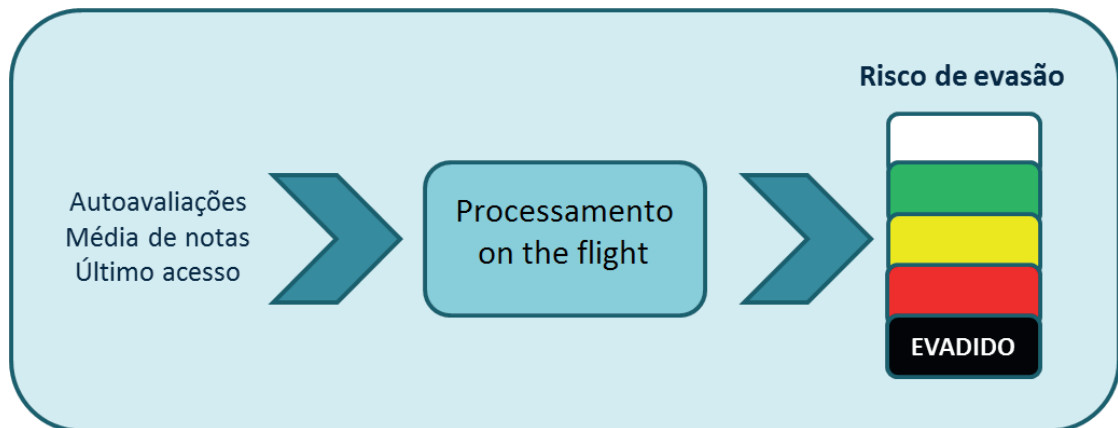 Risco de evasão
Autoavaliações
Média de notas
Último acesso
Processamento
on the flight
EVADIDO